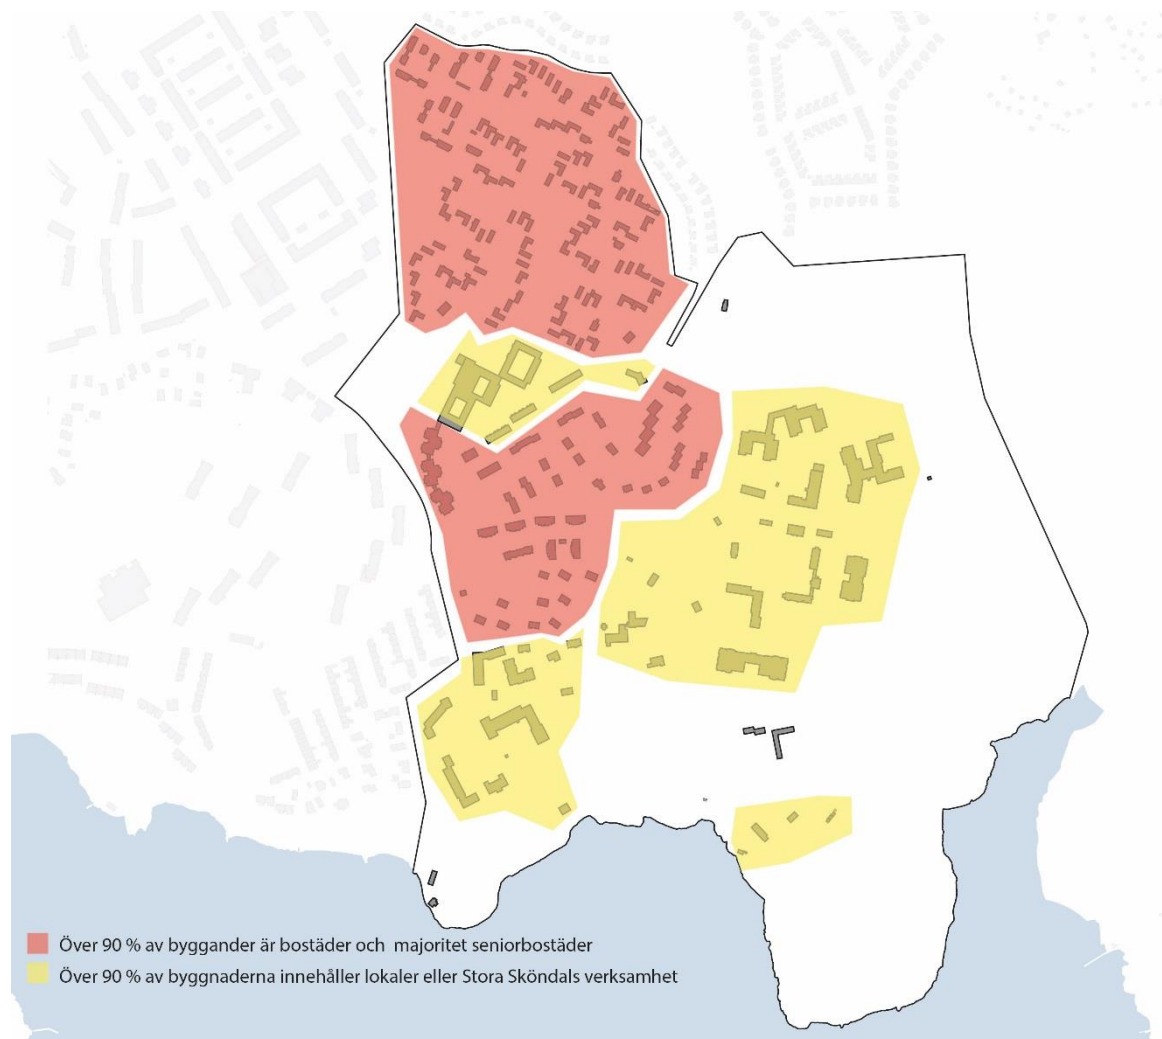 Över 90 % av byggander är bostäder och majoritet seniorbostäder
Över 90 % av byggnaderna innehåller lokaler eller Stora Sköndals verksamhet